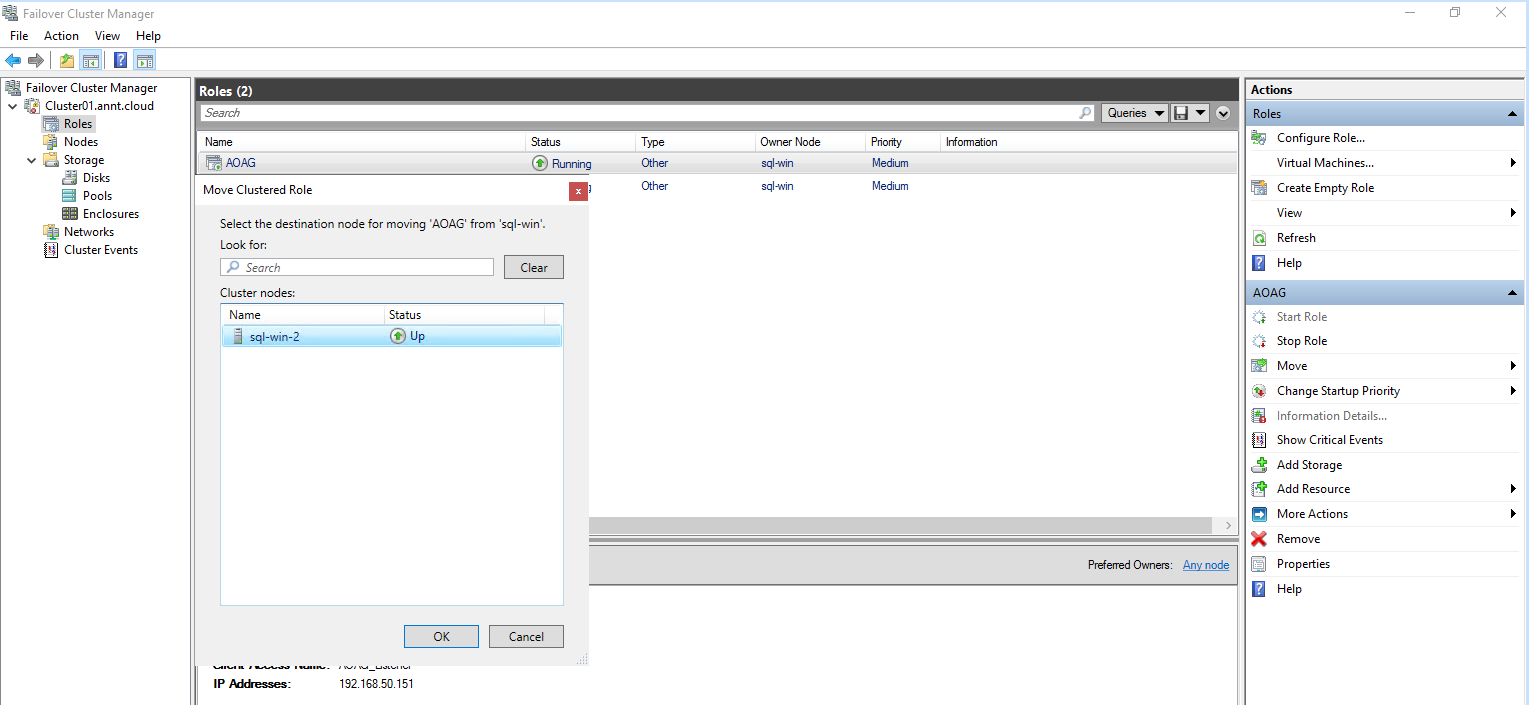 Failover Cluster Manager
File Action View Help
Failover Cluster Manager
Cluster01.annt.cloud
Roles
Nodes
Storage
Disks
Pools
Enclosures
Networks
Cluster Events
Roles (2)
Search
Queries
Name Status Type Owner Node Priority Information
AOAG Running Other sql-win Medium
Other sql-win Medium
Move Clustered Role
Select the destination node for moving 'AOAG' from 'sql-win'.
Look for:
Search Clear
Cluster nodes:
Name Status
sql-win-2 Up
OK Cancel
Preferred Owners: Any node
Client Access Name: AOAG_Listener
IP Addresses: 192.168.50.151
Actions
Roles
Configure Role...
Virtual Machines...
Create Empty Role
View
Refresh
Help
AOAG
Start Role
Stop Role
Move
Change Startup Priority
Information Details...
Show Critical Events
Add Storage
Add Resource
More Actions
Remove
Properties
Help